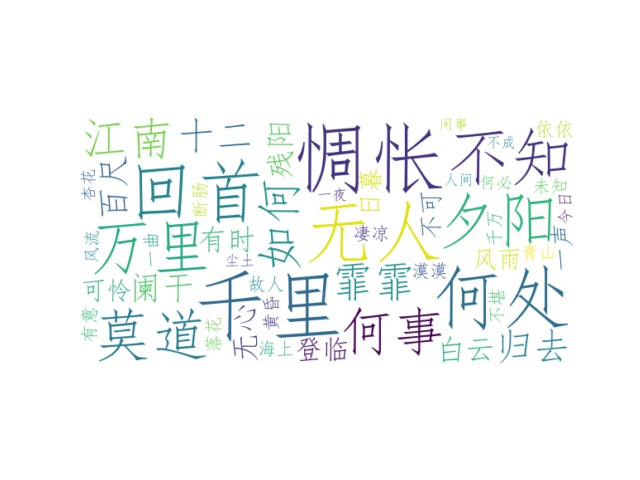 江南
十二
残阳
惆怅
不知
闲事
不成
依依
杏花
百尺
回首
断肠
如何
一夜
日暮
不可
人间
何必
未知
今日
无人
夕阳
千万
一声
风流
万里
一曲
有时
凄凉
风雨
青山
尘土
可怜
阑干
千里
故人
霏霏
漠漠
何处
不堪
有意
莫道
落花
无心
黄昏
海上
登临
何事
白云
归去